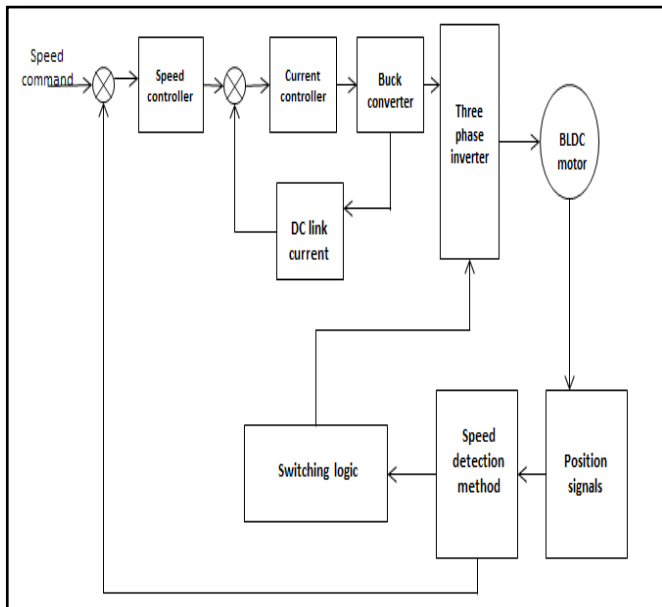 Speed
command
Speed
controller
Current
controller
Buck
converter
Three
phase
inverter
BLDC
motor
DC link
current
Switching logic
Speed
detection
method
Position
signals